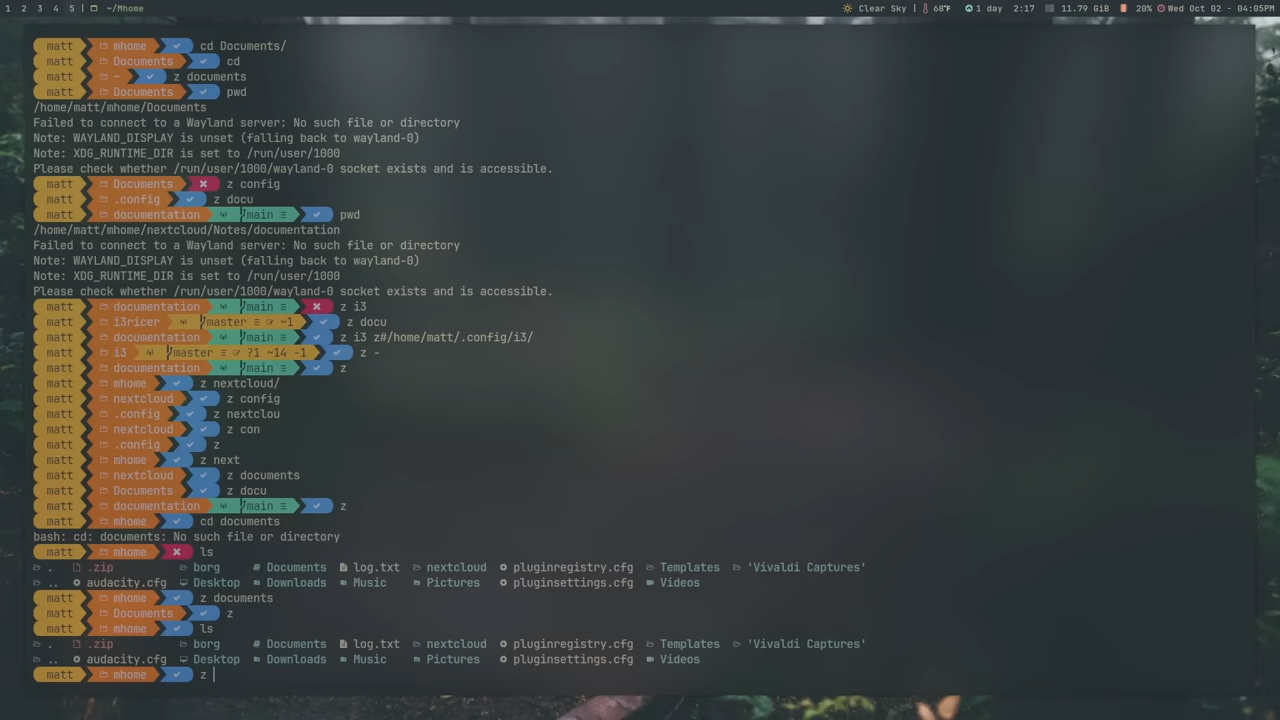 1 2 3 4 5 | ~/Mhome Clear Sky | 68°F 1 day 2:17 11.79 GiB 20% Wed Oct 02 - 04:05PM
matt mhome cd Documents/
matt Documents cd
matt ~ z documents
matt Documents pwd
/home/matt/mhome/Documents
Failed to connect to a Wayland server: No such file or directory
Note: WAYLAND_DISPLAY is unset (falling back to wayland-0)
Note: XDG_RUNTIME_DIR is set to /run/user/1000
Please check whether /run/user/1000/wayland-0 socket exists and is accessible.
matt Documents z config
matt .config z docu
matt documentation main ≡ pwd
/home/matt/mhome/nextcloud/Notes/documentation
Failed to connect to a Wayland server: No such file or directory
Note: WAYLAND_DISPLAY is unset (falling back to wayland-0)
Note: XDG_RUNTIME_DIR is set to /run/user/1000
Please check whether /run/user/1000/wayland-0 socket exists and is accessible.
matt documentation main ≡ z i3
matt i3ricer master ≡ ~1 z docu
matt documentation main ≡ z i3 z#/home/matt/.config/i3/
matt i3 master ≡ ?1 ~14 -1 z -
matt documentation main ≡ z
matt mhome z nextcloud/
matt nextcloud z config
matt .config z nextclou
matt nextcloud z con
matt .config z
matt mhome z next
matt nextcloud z documents
matt Documents z docu
matt documentation main ≡ z
matt mhome cd documents
bash: cd: documents: No such file or directory
matt mhome ls
. .zip borg Documents log.txt nextcloud pluginregistry.cfg Templates 'Vivaldi Captures'
.. audacity.cfg Desktop Downloads Music Pictures pluginsettings.cfg Videos
matt mhome z documents
matt Documents z
matt mhome ls
. .zip borg Documents log.txt nextcloud pluginregistry.cfg Templates 'Vivaldi Captures'
.. audacity.cfg Desktop Downloads Music Pictures pluginsettings.cfg Videos
matt mhome z